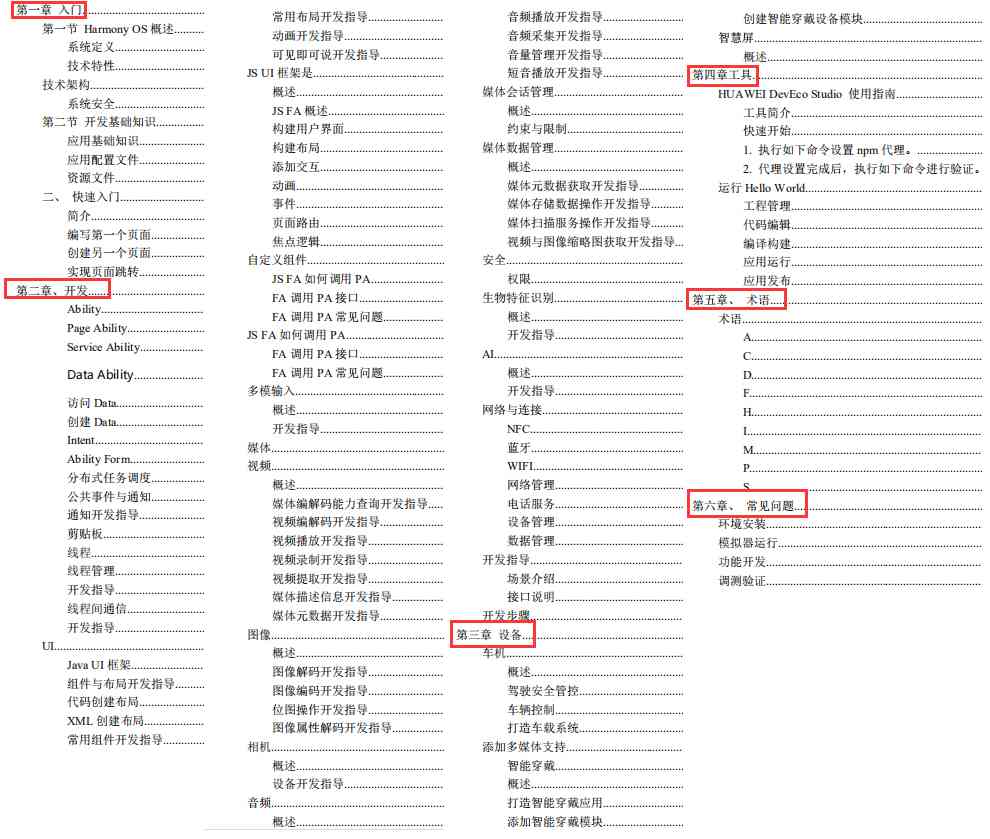 第一章 入门
第一节 Harmony OS 概述
系统定义
技术特性
技术架构
系统安全
第二节 开发基础知识
应用基础知识
应用配置文件
资源文件
二、 快速入门
简介
编写第一个页面
创建另一个页面
实现页面跳转
第二章、开发
Ability
Page Ability
Service Ability
Data Ability
访问 Data
创建 Data
Intent
Ability Form
分布式任务调度
公共事件与通知
通知开发指导
剪贴板
线程
线程管理
开发指导
线程间通信
开发指导
UI
Java UI 框架
组件与布局开发指导
代码创建布局
XML 创建布局
常用组件开发指导
常用布局开发指导
动画开发指导
可见即可说开发指导
JS UI 框架是
概述
JS FA 概述
构建用户界面
构建布局
添加交互
动画
事件
页面路由
焦点逻辑
自定义组件
JS FA 如何调用 PA
FA 调用 PA 接口
FA 调用 PA 常见问题
JS FA 如何调用 PA
FA 调用 PA 接口
FA 调用 PA 常见问题
多模输入
概述
开发指导
媒体
视频
概述
媒体编解码能力查询开发指导
视频编解码开发指导
视频播放开发指导
视频录制开发指导
视频提取开发指导
媒体描述信息开发指导
媒体元数据开发指导
图像
概述
图像解码开发指导
图像编码开发指导
位图操作开发指导
图像属性解码开发指导
相机
概述
设备开发指导
音频
概述
音频播放开发指导
音频采集开发指导
音量管理开发指导
短音播放开发指导
媒体会话管理
概述
约束与限制
媒体数据管理
概述
媒体元数据获取开发指导
媒体存储数据操作开发指导
媒体扫描服务操作开发指导
视频与图像缩略图获取开发指导
安全
权限
生物特征识别
概述
开发指导
AI
概述
开发指导
网络与连接
NFC
蓝牙
WIFI
网络管理
电话服务
设备管理
数据管理
开发指导
场景介绍
接口说明
开发步骤
第三章 设备
车机
概述
驾驶安全管控
车辆控制
打造车载系统
添加多媒体支持
智能穿戴
概述
打造智能穿戴应用
添加智能穿戴模块
创建智能穿戴设备模块
智慧屏
概述
第四章工具
HUAWEI DevEco Studio 使用指南
工具简介
快速开始
1. 执行如下命令设置 npm 代理。
2. 代理设置完成后，执行如下命令进行验证。
运行 Hello World
工程管理
代码编辑
编译构建
应用运行
应用发布
第五章、 术语
术语
A
C
D
F
H
I
M
P
S
第六章、 常见问题
环境安装
模拟器运行
功能开发
调测验证